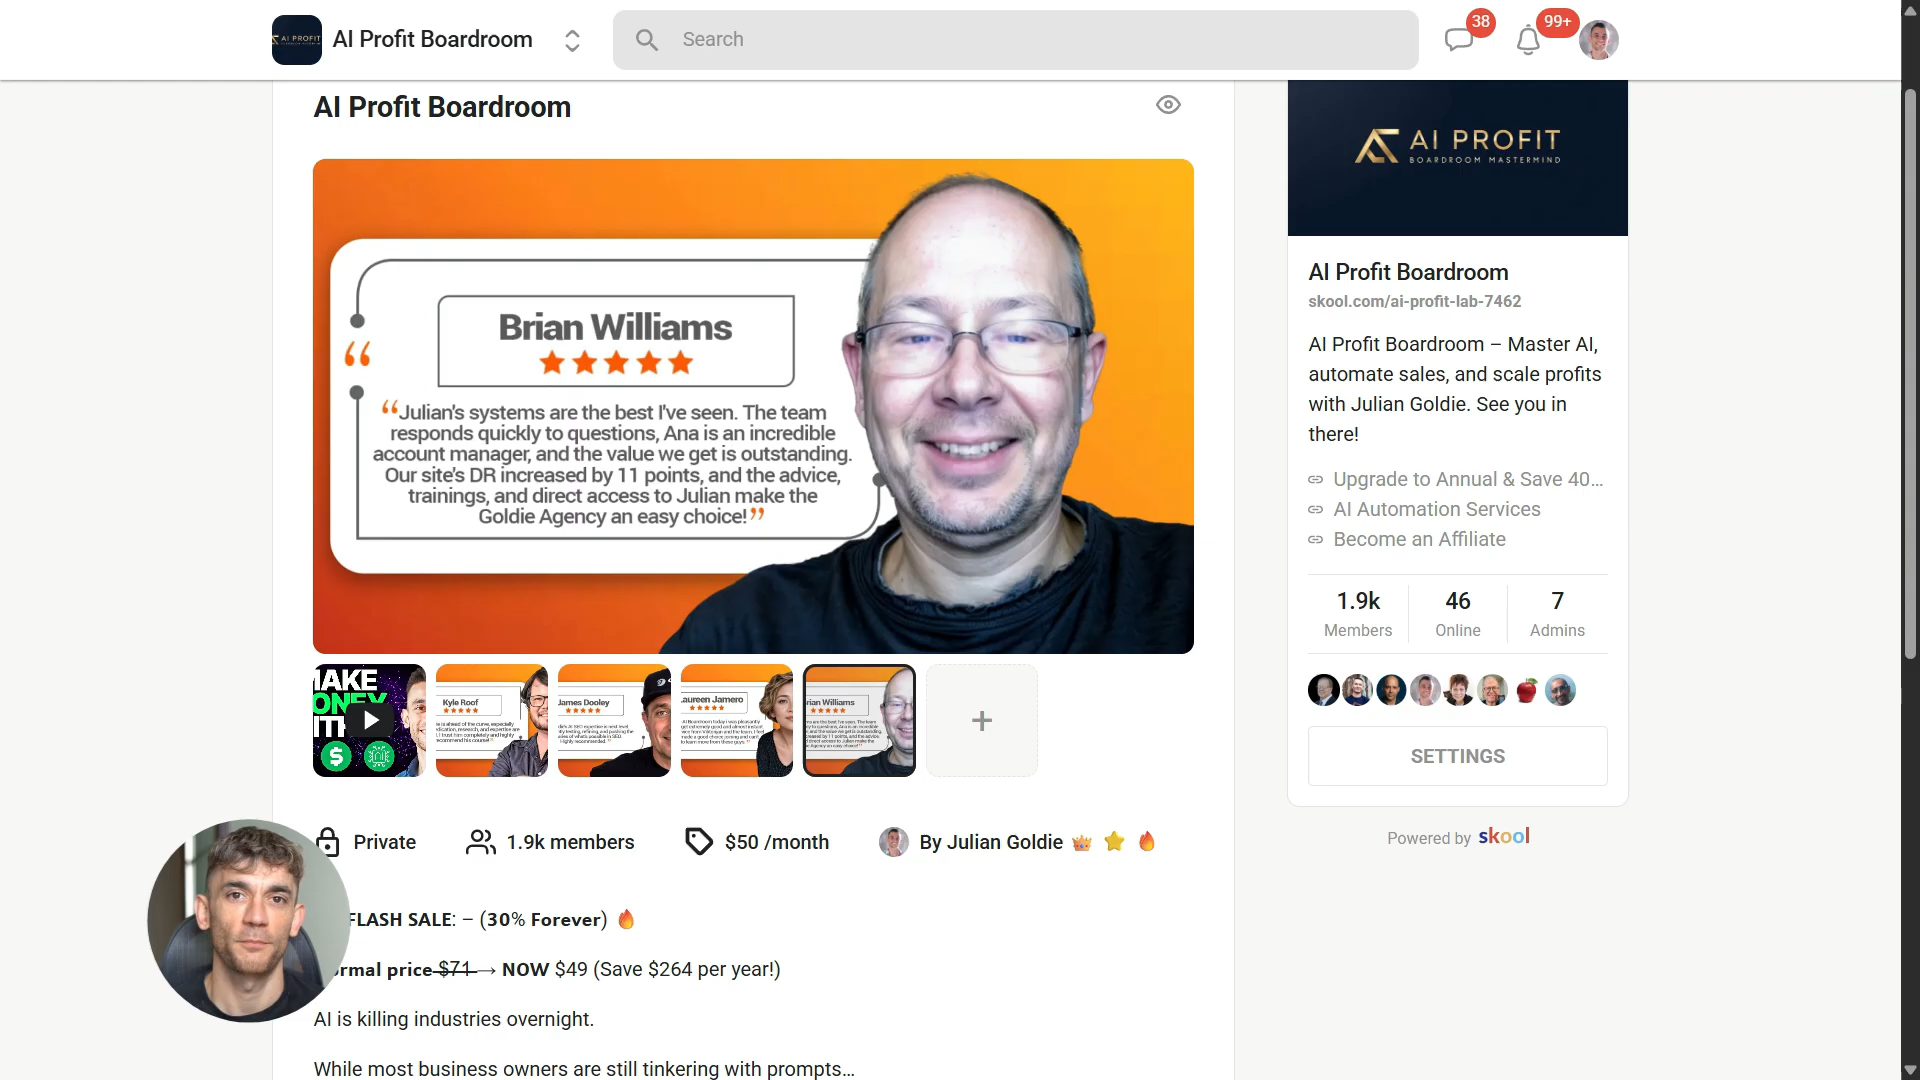 AI PROFIT
AI Profit Boardroom
Search
38
99+
AI Profit Boardroom
Brian Williams
“Julian's systems are the best I've seen. The team
responds quickly to questions, Ana is an incredible
account manager, and the value we get is outstanding.
Our site's DR increased by 11 points, and the advice,
trainings, and direct access to Julian make the
Goldie Agency an easy choice!”
Kyle Roof
James Dooley
Laureen Jamero
Brian Williams
+
Private
1.9k members
$50 /month
By Julian Goldie
FLASH SALE: – (30% Forever)
rmal price $71 → NOW $49 (Save $264 per year!)
AI is killing industries overnight.
While most business owners are still tinkering with prompts...
AI PROFIT
BOARDROOM MASTERMIND
AI Profit Boardroom
skool.com/ai-profit-lab-7462
AI Profit Boardroom – Master AI,
automate sales, and scale profits
with Julian Goldie. See you in
there!
Upgrade to Annual & Save 40...
AI Automation Services
Become an Affiliate
1.9k
Members
46
Online
7
Admins
SETTINGS
Powered by skool